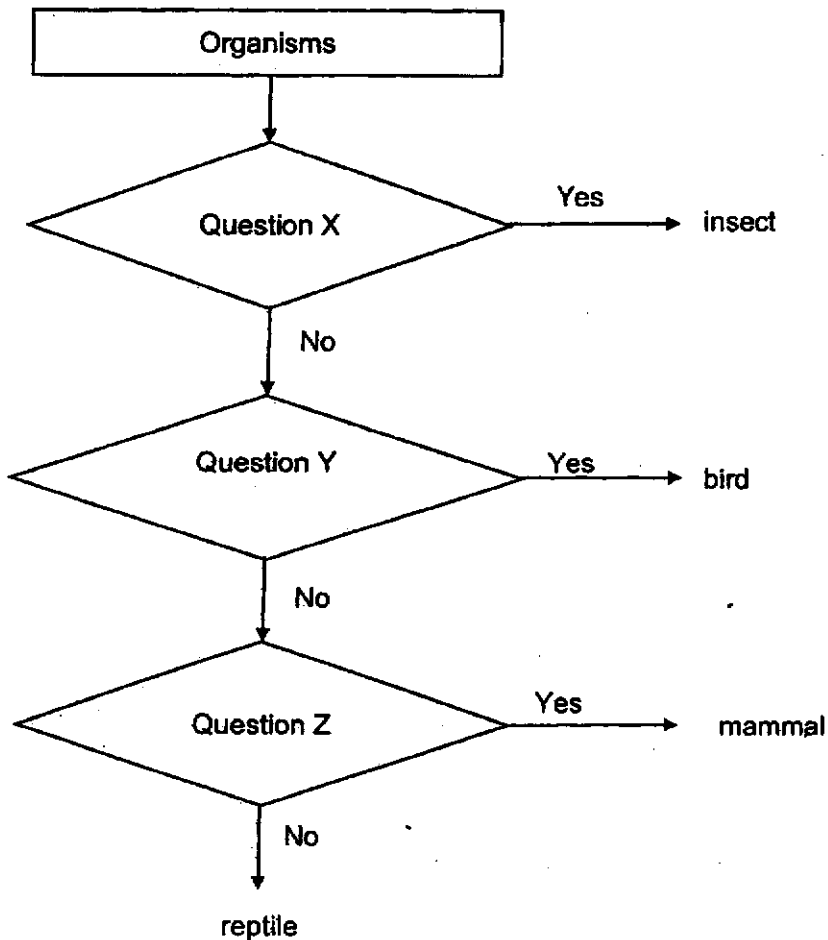 Organisms
Question X
Yes
insect
No
Question Y
Yes
bird
No
Question Z
Yes
mammal
No
reptile